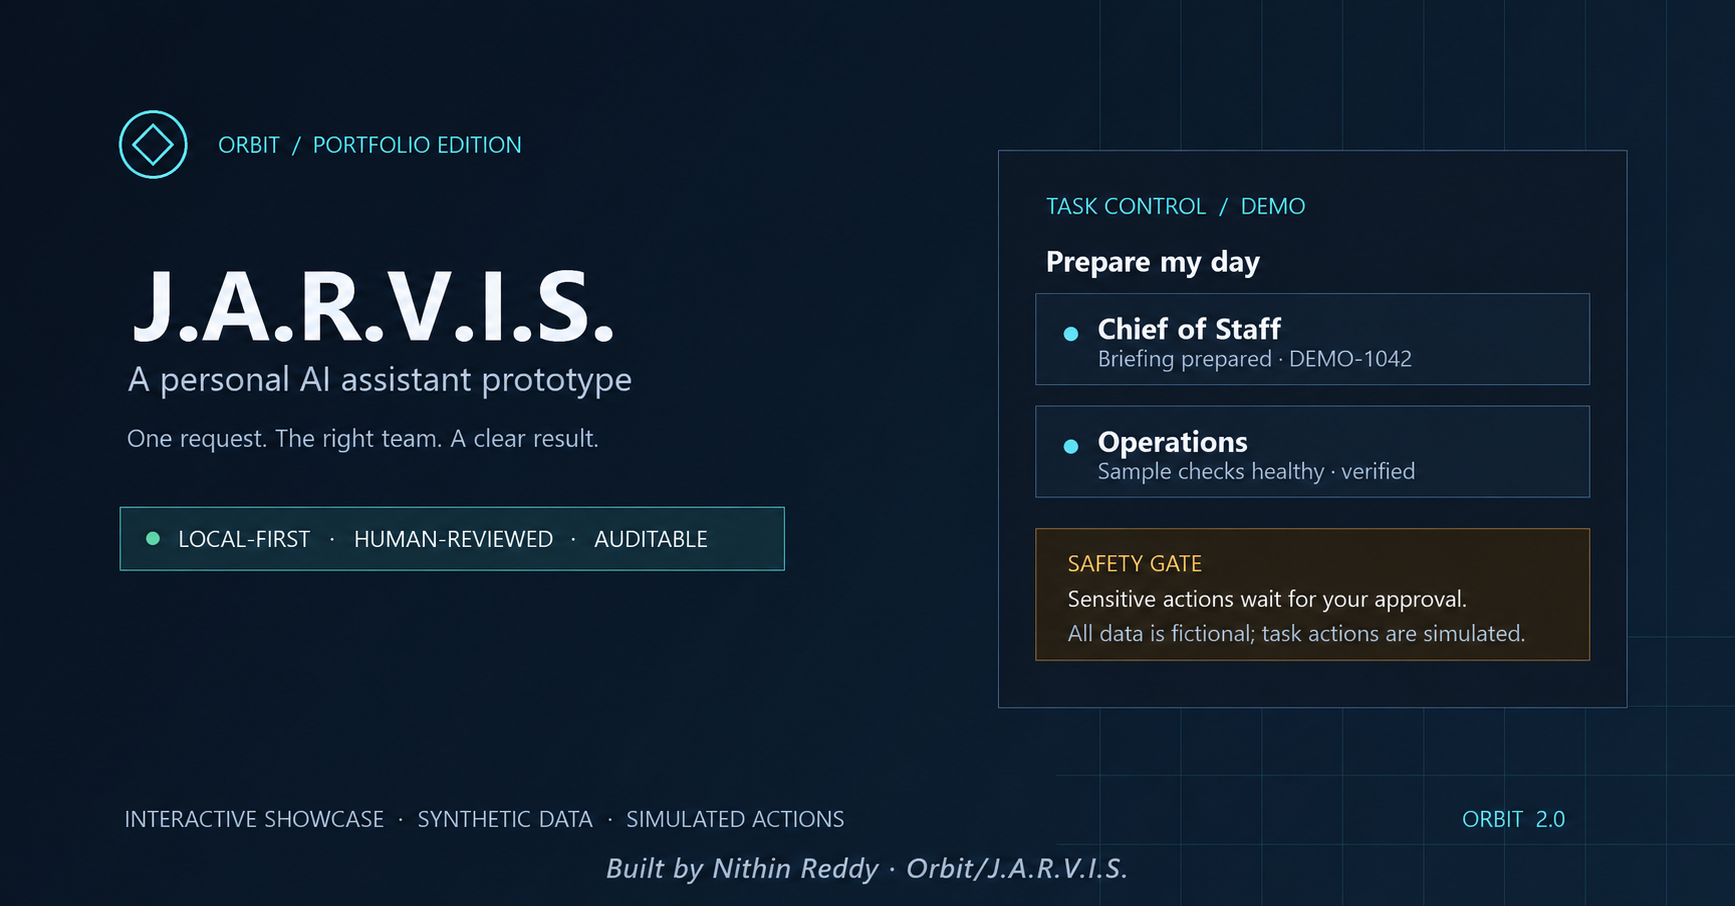 ORBIT / PORTFOLIO EDITION
J.A.R.V.I.S.
A personal AI assistant prototype
One request. The right team. A clear result.
LOCAL-FIRST · HUMAN-REVIEWED · AUDITABLE
TASK CONTROL / DEMO
Prepare my day
Chief of Staff
Briefing prepared · DEMO-1042
Operations
Sample checks healthy · verified
SAFETY GATE
Sensitive actions wait for your approval.
All data is fictional; task actions are simulated.
INTERACTIVE SHOWCASE · SYNTHETIC DATA · SIMULATED ACTIONS
ORBIT 2.0
Built by Nithin Reddy · Orbit/J.A.R.V.I.S.